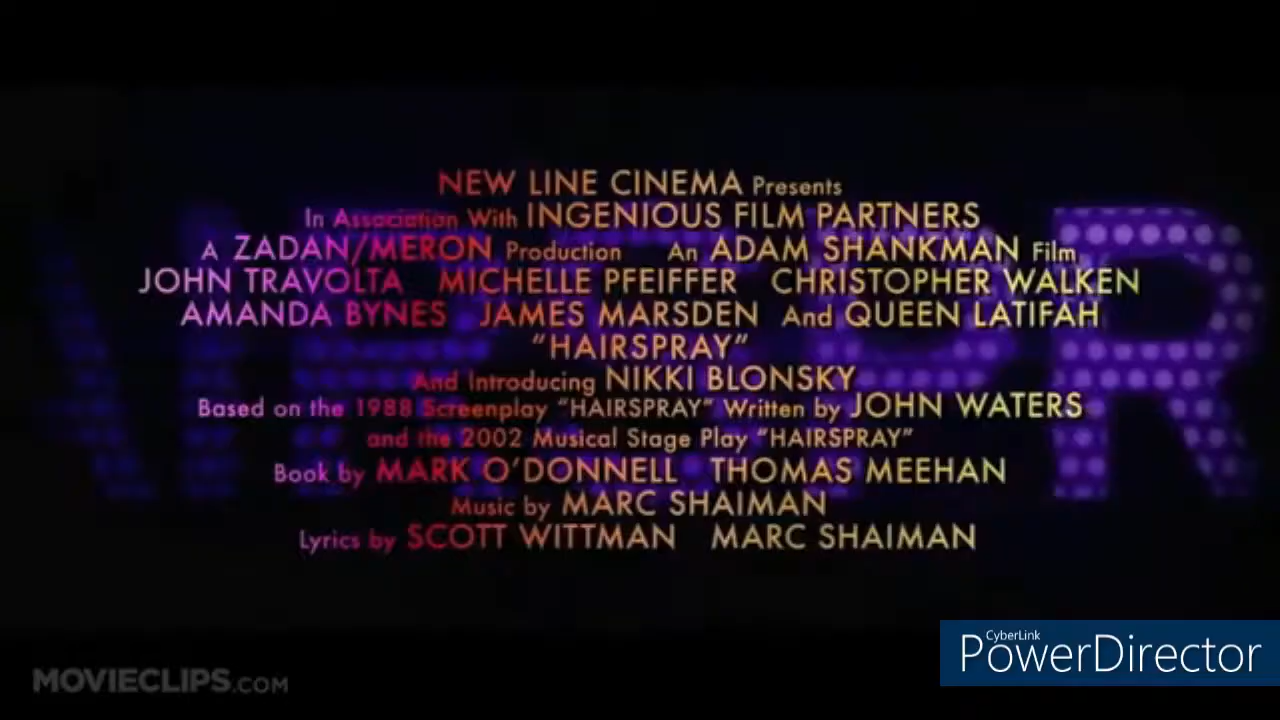 NEW LINE CINEMA Presents
In Association With INGENIOUS FILM PARTNERS
A ZADAN/MERON Production An ADAM SHANKMAN Film
JOHN TRAVOLTA MICHELLE PFEIFFER CHRISTOPHER WALKEN
AMANDA BYNES JAMES MARSDEN And QUEEN LATIFAH
“HAIRSPRAY”
And Introducing NIKKI BLONSKY
Based on the 1988 Screenplay “HAIRSPRAY” Written by JOHN WATERS
and the 2002 Musical Stage Play “HAIRSPRAY”
Book by MARK O’DONNELL THOMAS MEEHAN
Music by MARC SHAIMAN
Lyrics by SCOTT WITTMAN MARC SHAIMAN
CyberLink
PowerDirector
MOVIECLIPS.COM